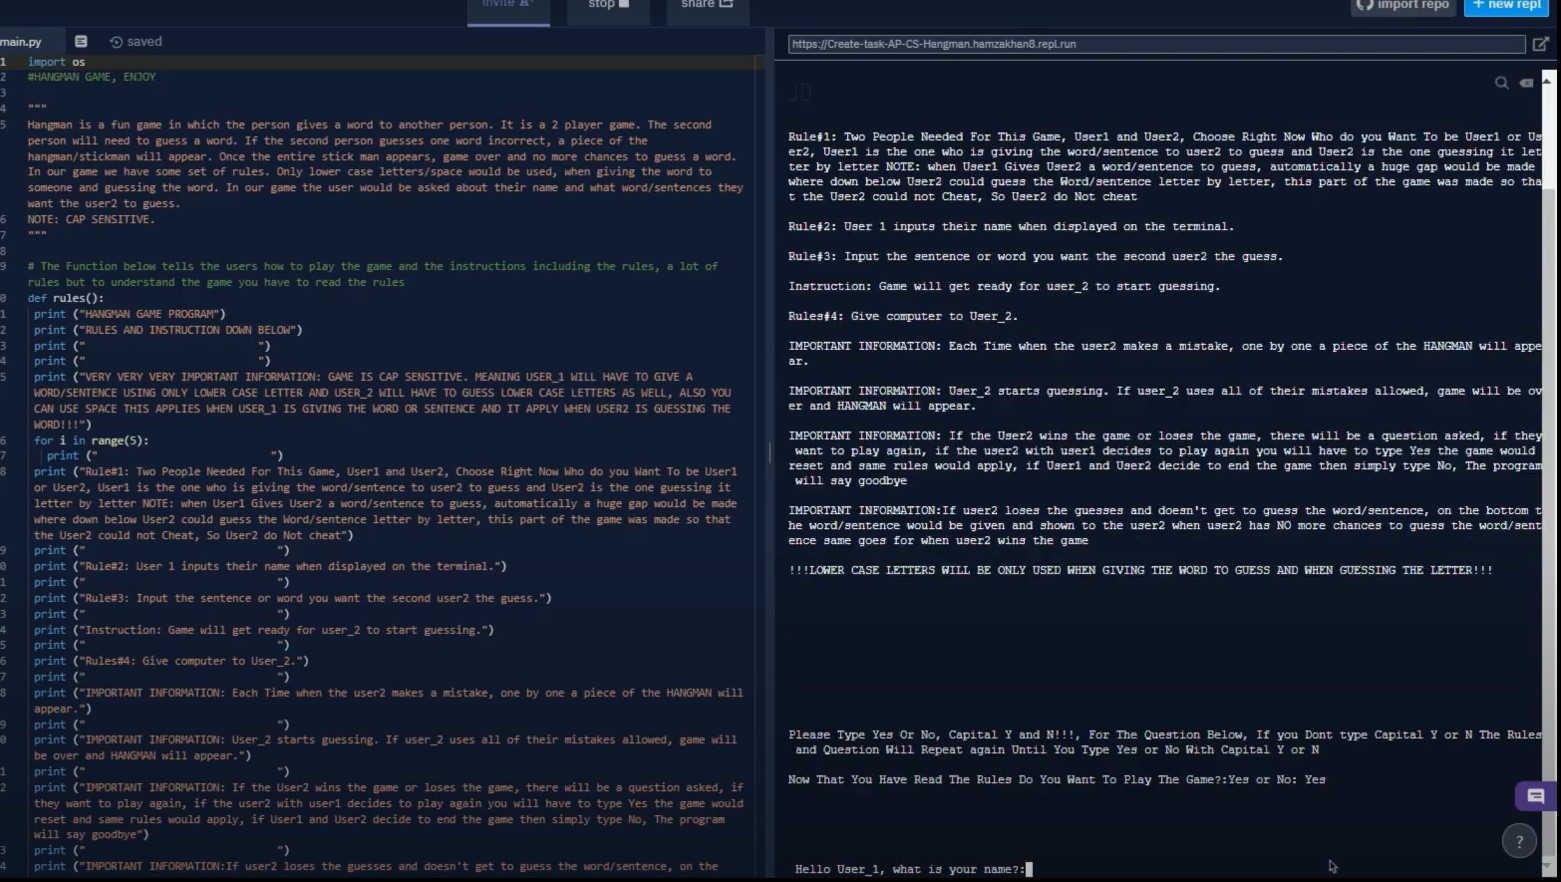 invite
stop
share
import repo
+ new repl
main.py
saved
https://Create-task-AP-CS-Hangman.hamzakhan8.repl.run
1 import os
2 #HANGMAN GAME, ENJOY
3
4 """
5 Hangman is a fun game in which the person gives a word to another person. It is a 2 player game. The second
person will need to guess a word. If the second person guesses one word incorrect, a piece of the
hangman/stickman will appear. Once the entire stick man appears, game over and no more chances to guess a word.
In our game we have some set of rules. Only lower case letters/space would be used, when giving the word to
someone and guessing the word. In our game the user would be asked about their name and what word/sentences they
want the user2 to guess.
6 NOTE: CAP SENSITIVE.
7 """
8
9 # The Function below tells the users how to play the game and the instructions including the rules, a lot of
rules but to understand the game you have to read the rules
0 def rules():
1 print ("HANGMAN GAME PROGRAM")
2 print ("RULES AND INSTRUCTION DOWN BELOW")
3 print (" ")
4 print (" ")
5 print ("VERY VERY VERY IMPORTANT INFORMATION: GAME IS CAP SENSITIVE. MEANING USER_1 WILL HAVE TO GIVE A
WORD/SENTENCE USING ONLY LOWER CASE LETTER AND USER_2 WILL HAVE TO GUESS LOWER CASE LETTERS AS WELL, ALSO YOU
CAN USE SPACE THIS APPLIES WHEN USER_1 IS GIVING THE WORD OR SENTENCE AND IT APPLY WHEN USER2 IS GUESSING THE
WORD!!!")
6 for i in range(5):
7 print (" ")
8 print ("Rule#1: Two People Needed For This Game, User1 and User2, Choose Right Now Who do you Want To be User1
or User2, User1 is the one who is giving the word/sentence to user2 to guess and User2 is the one guessing it
letter by letter NOTE: when User1 Gives User2 a word/sentence to guess, automatically a huge gap would be made
where down below User2 could guess the Word/sentence letter by letter, this part of the game was made so that
the User2 could not Cheat, So User2 do Not cheat")
9 print (" ")
0 print ("Rule#2: User 1 inputs their name when displayed on the terminal.")
1 print (" ")
2 print ("Rule#3: Input the sentence or word you want the second user2 the guess.")
3 print (" ")
4 print ("Instruction: Game will get ready for user_2 to start guessing.")
5 print (" ")
6 print ("Rules#4: Give computer to User_2.")
7 print (" ")
8 print ("IMPORTANT INFORMATION: Each Time when the user2 makes a mistake, one by one a piece of the HANGMAN will
appear.")
9 print (" ")
0 print ("IMPORTANT INFORMATION: User_2 starts guessing. If user_2 uses all of their mistakes allowed, game will
be over and HANGMAN will appear.")
1 print (" ")
2 print ("IMPORTANT INFORMATION: If the User2 wins the game or loses the game, there will be a question asked, if
they want to play again, if the user2 with user1 decides to play again you will have to type Yes the game would
reset and same rules would apply, if User1 and User2 decide to end the game then simply type No, The program
will say goodbye")
3 print (" ")
4 print ("IMPORTANT INFORMATION:If user2 loses the guesses and doesn't get to guess the word/sentence, on the
Rule#1: Two People Needed For This Game, User1 and User2, Choose Right Now Who do you Want To be User1 or Us
er2, User1 is the one who is giving the word/sentence to user2 to guess and User2 is the one guessing it let
ter by letter NOTE: when User1 Gives User2 a word/sentence to guess, automatically a huge gap would be made
where down below User2 could guess the Word/sentence letter by letter, this part of the game was made so tha
t the User2 could not Cheat, So User2 do Not cheat
Rule#2: User 1 inputs their name when displayed on the terminal.
Rule#3: Input the sentence or word you want the second user2 the guess.
Instruction: Game will get ready for user_2 to start guessing.
Rules#4: Give computer to User_2.
IMPORTANT INFORMATION: Each Time when the user2 makes a mistake, one by one a piece of the HANGMAN will appe
ar.
IMPORTANT INFORMATION: User_2 starts guessing. If user_2 uses all of their mistakes allowed, game will be ov
er and HANGMAN will appear.
IMPORTANT INFORMATION: If the User2 wins the game or loses the game, there will be a question asked, if they
want to play again, if the user2 with user1 decides to play again you will have to type Yes the game would
reset and same rules would apply, if User1 and User2 decide to end the game then simply type No, The program
will say goodbye
IMPORTANT INFORMATION:If user2 loses the guesses and doesn't get to guess the word/sentence, on the bottom t
he word/sentence would be given and shown to the user2 when user2 has NO more chances to guess the word/sent
ence same goes for when user2 wins the game
!!!LOWER CASE LETTERS WILL BE ONLY USED WHEN GIVING THE WORD TO GUESS AND WHEN GUESSING THE LETTER!!!
Please Type Yes Or No, Capital Y and N!!!, For The Question Below, If you Dont type Capital Y or N The Rules
and Question Will Repeat again Until You Type Yes or No With Capital Y or N
Now That You Have Read The Rules Do You Want To Play The Game?:Yes or No: Yes
Hello User_1, what is your name?:
?